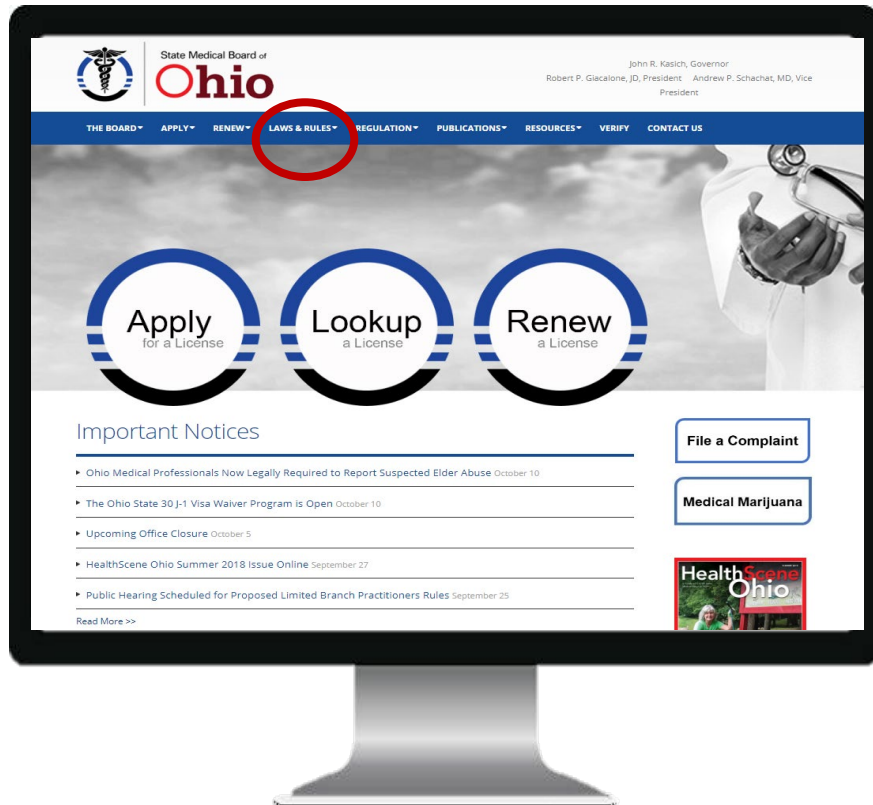 State Medical Board of
Ohio
John R. Kasich, Governor
Robert P. Giacalone, JD, President Andrew P. Schachat, MD, Vice
President
THE BOARD APPLY RENEW LAWS & RULES REGULATION PUBLICATIONS RESOURCES VERIFY CONTACT US
Apply
for a License
Lookup
a License
Renew
a License
Important Notices
Ohio Medical Professionals Now Legally Required to Report Suspected Elder Abuse October 10
The Ohio State 30 J-1 Visa Waiver Program is Open October 10
Upcoming Office Closure October 5
HealthScene Ohio Summer 2018 Issue Online September 27
Public Hearing Scheduled for Proposed Limited Branch Practitioners Rules September 25
Read More >>
File a Complaint
Medical Marijuana
HealthScene
Ohio